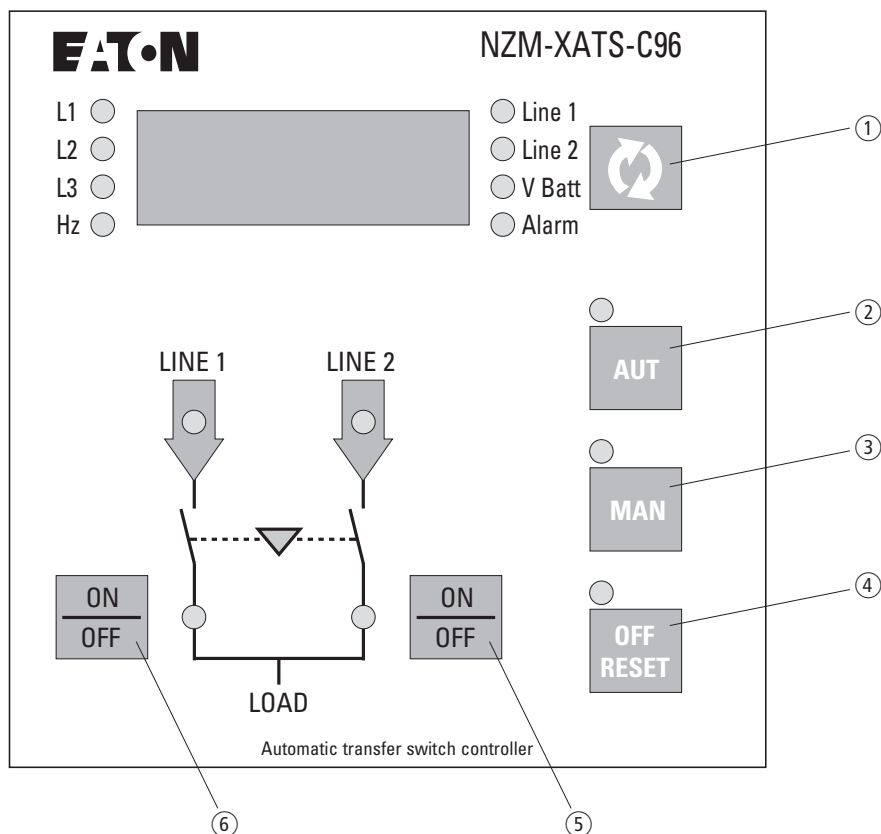 EATON
NZM-XATS-C96
L1
L2
L3
Hz
Line 1
Line 2
V Batt
Alarm
1
AUT
2
MAN
3
OFF
RESET
4
LINE 1
LINE 2
ON
OFF
ON
OFF
LOAD
Automatic transfer switch controller
6
5